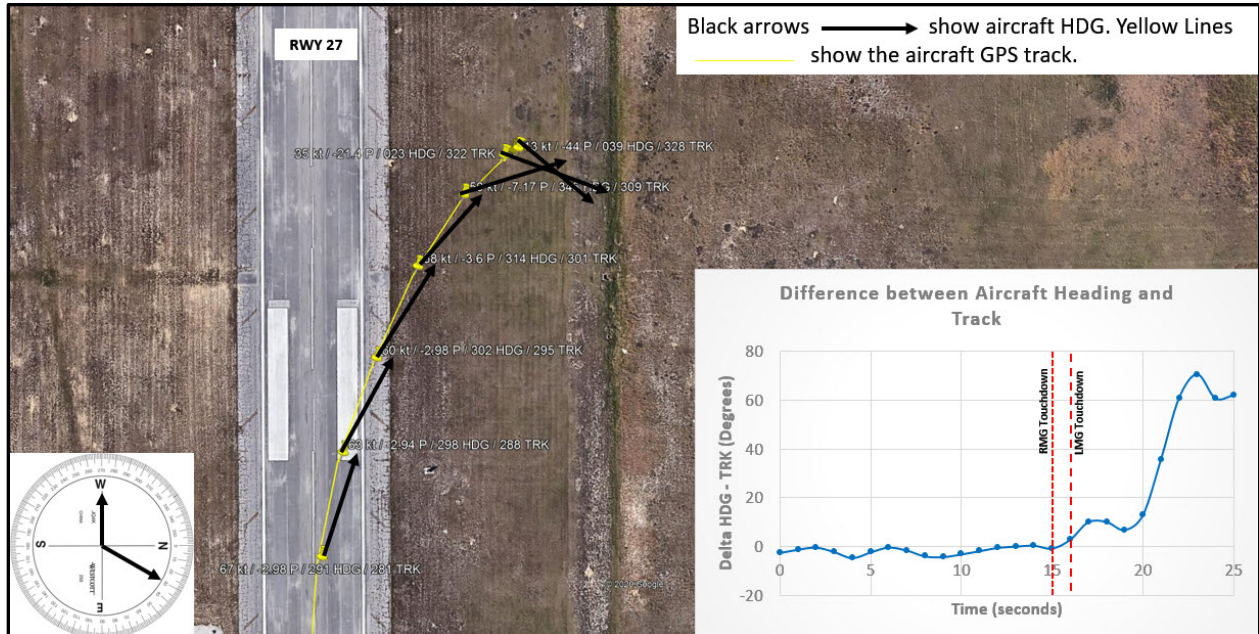 RWY 27
Black arrows show aircraft HDG. Yellow Lines
show the aircraft GPS track.
13 kt / -44 P / 039 HDG / 328 TRK
35 kt / -21.4 P / 023 HDG / 322 TRK
/ -7.17 P / 345 HDG / 309 TRK
58 kt / -3.6 P / 314 HDG / 301 TRK
60 kt / -2.98 P / 302 HDG / 295 TRK
63 kt / -2.94 P / 298 HDG / 288 TRK
67 kt / -2.98 P / 291 HDG / 281 TRK
W
S
N
E
Difference between Aircraft Heading and
Track
Delta HDG - TRK (Degrees)
80
60
40
20
0
-20
RMG Touchdown
LMG Touchdown
0 5 10 15 20 25
Time (seconds)